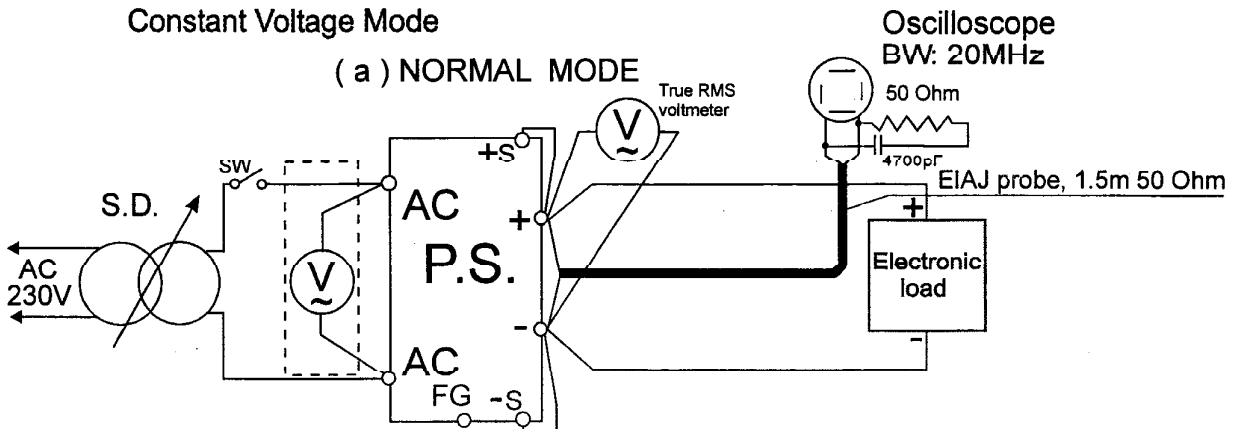 Constant Voltage Mode
( a ) NORMAL MODE
Oscilloscope
BW: 20MHz
50 Ohm
4700pF
EIAJ probe, 1.5m 50 Ohm
True RMS
voltmeter
V
~
SW
S.D.
AC
230V
V
~
AC
P.S.
AC
FG
+S
+
-
-S
+
Electronic
load
-